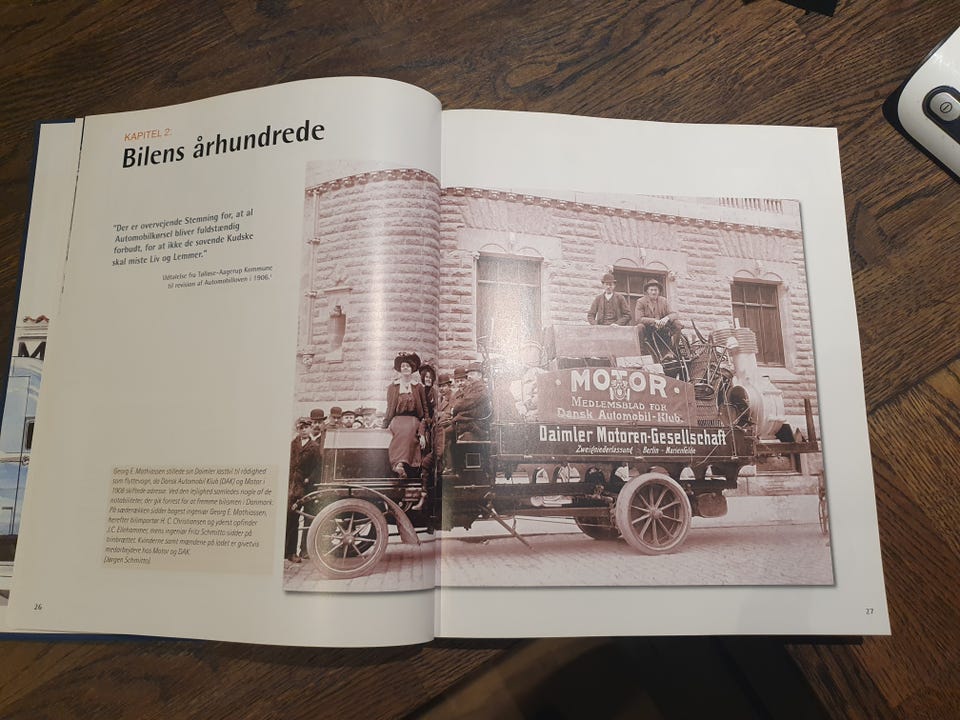 KAPITEL 2:
Bilens århundrede
"Der er overvejende Stemning for, at al
Automobilkørsel bliver fuldstændig
forbudt, for at ikke de sovende Kudske
skal miste Liv og Lemmer."
Udtalelse fra Tølløse-Aagerup Kommune
til revision af Automobilloven i 1906.¹
Georg E. Mathiassen stillede sin Daimler lastbil til rådighed
som flyttevogn, da Dansk Automobil Klub (DAK) og Motor i
1908 skiftede adresse. Ved den lejlighed samledes nogle af de
notabiliteter, der gik forrest for at fremme bilismen i Danmark.
På sæderækken sidder bagest ingeniør Georg E. Mathiassen,
herefter bilimportør H. C. Christiansen og yderst opfinder
J.C. Ellehammer, mens ingeniør Fritz Schmitto sidder på
trinbrættet. Kvinderne samt mændene på ladet er givetvis
medarbejdere hos Motor og DAK.
(Jørgen Schmitto)
26
MOTOR
MEDLEMSBLAD FOR
DANSK AUTOMOBIL-KLUB.
Daimler Motoren-Gesellschaft
Zweigniederlassung Berlin-Marienfelde
27
M